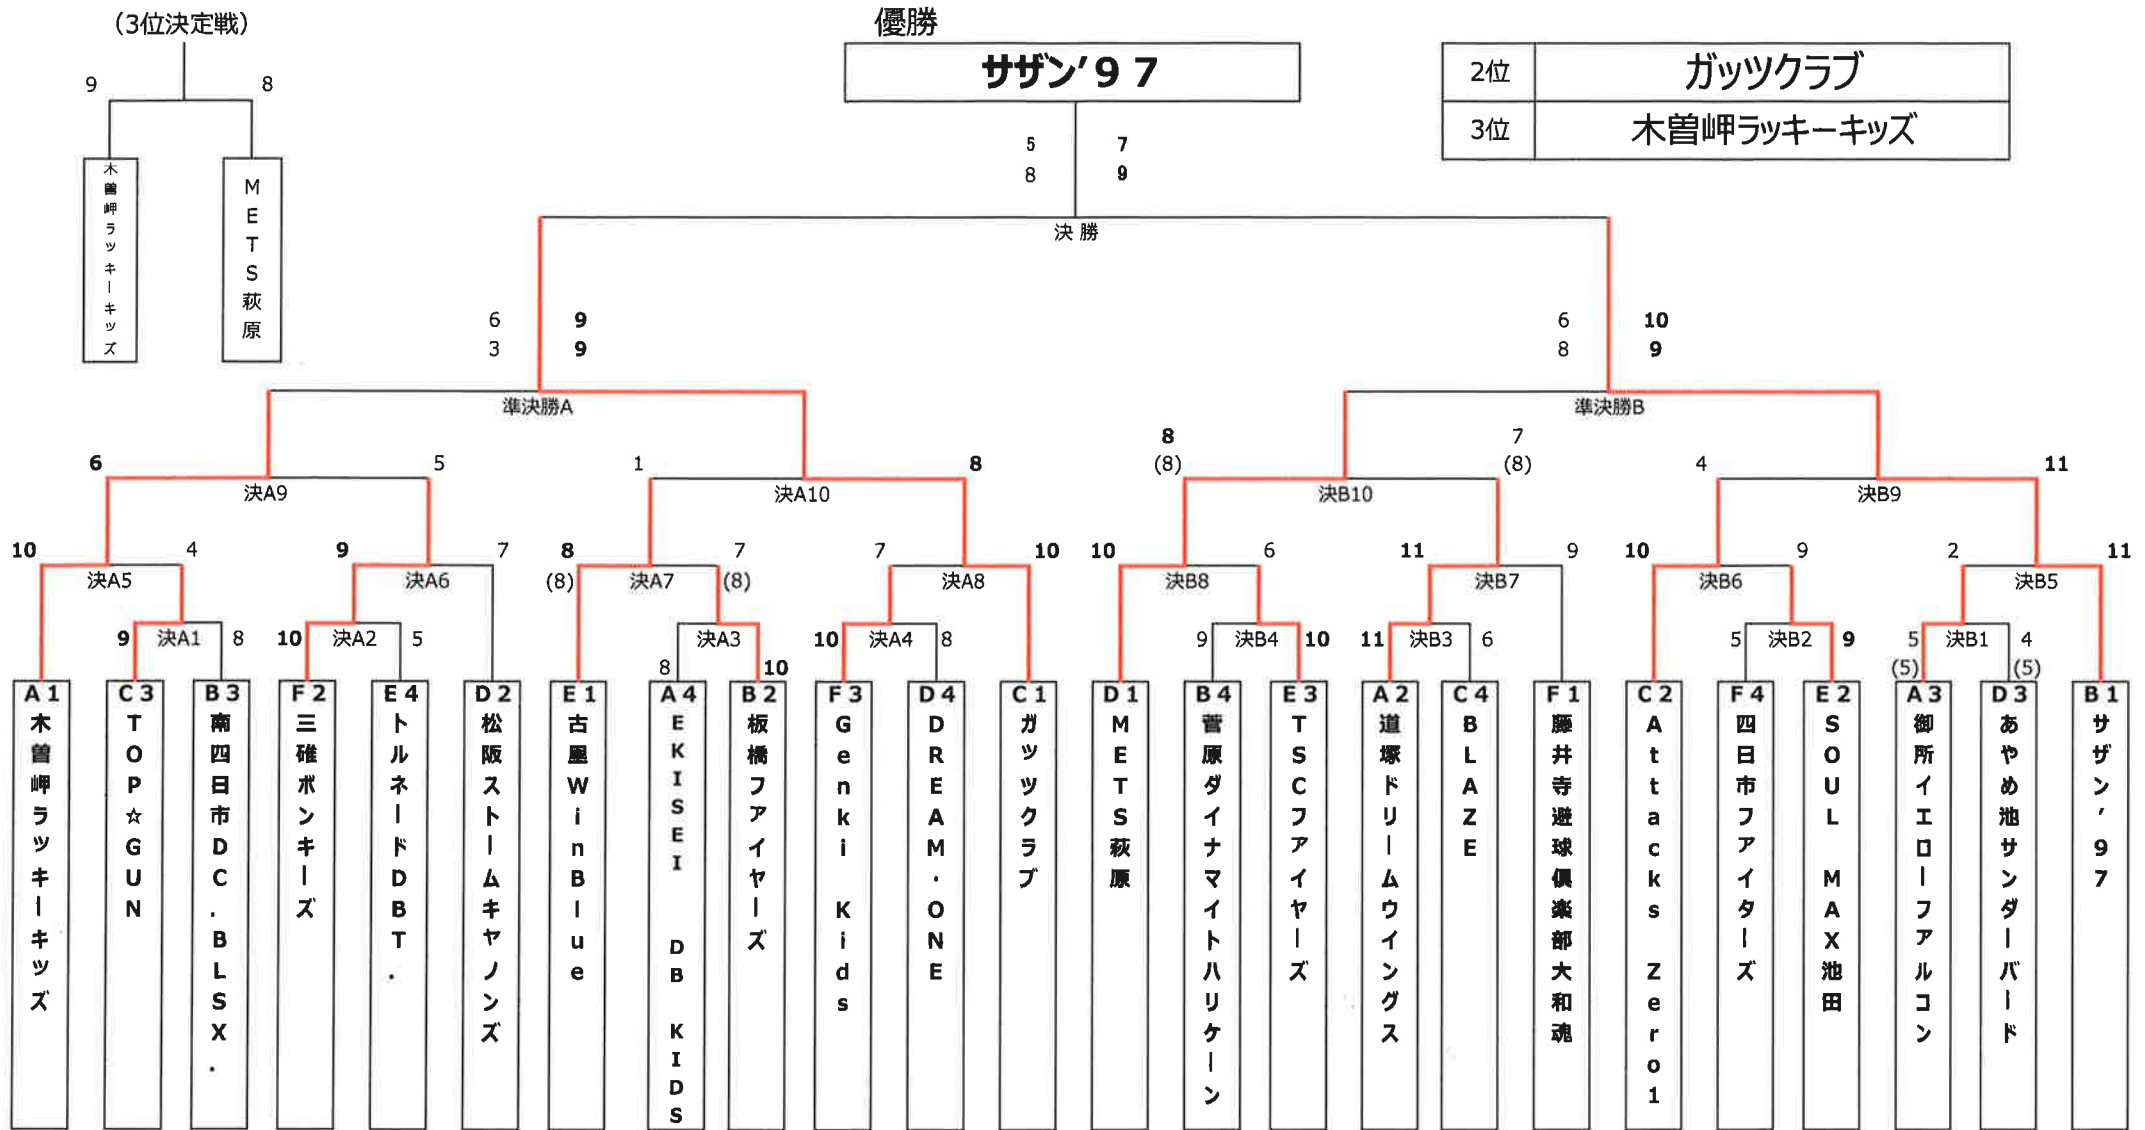 (3位決定戦)
優勝
サザン’97
2位 ガッツクラブ
3位 木曽岬ラッキーキッズ
9 8
木曽岬ラッキーキッズ
METS萩原
5 7
8 9
決勝
6 9
3 9
6 10
8 9
準決勝A
準決勝B
6 5
決A9
1 8
決A10
8 7
(8) (8)
決B10
4 11
決B9
10 4
決A5
9 7
決A6
8 7
(8) (8)
決A7
7 10
決A8
10 6
決B8
11 9
決B7
10 9
決B6
2 11
決B5
9 決A1 8
10 決A2 5
決A3
8 10
10 決A4 8
9 決B4 10
11 決B3 6
5 決B2 9
5 決B1 4
(5) (5)
A1 木曽岬ラッキーキッズ
C3 TOP☆GUN
B3 南四日市DC.BLSX.
F2 三碓ボンキーズ
E4 トルネードDBT.
D2 松阪ストームキャノンズ
E1 古里WinBlue
A4 EKISEI DB KIDS
B2 板橋ファイヤーズ
F3 Genki Kids
D4 DREAM・ONE
C1 ガッツクラブ
D1 METS萩原
B4 菅原ダイナマイトハリケーン
E3 TSCファイヤーズ
A2 道塚ドリームウイングス
C4 BLAZE
F1 藤井寺避球倶楽部大和魂
C2 Attacks Zero1
F4 四日市ファイターズ
E2 SOUL MAX池田
A3 御所イエローファルコン
D3 あやめ池サンダーバード
B1 サザン’97